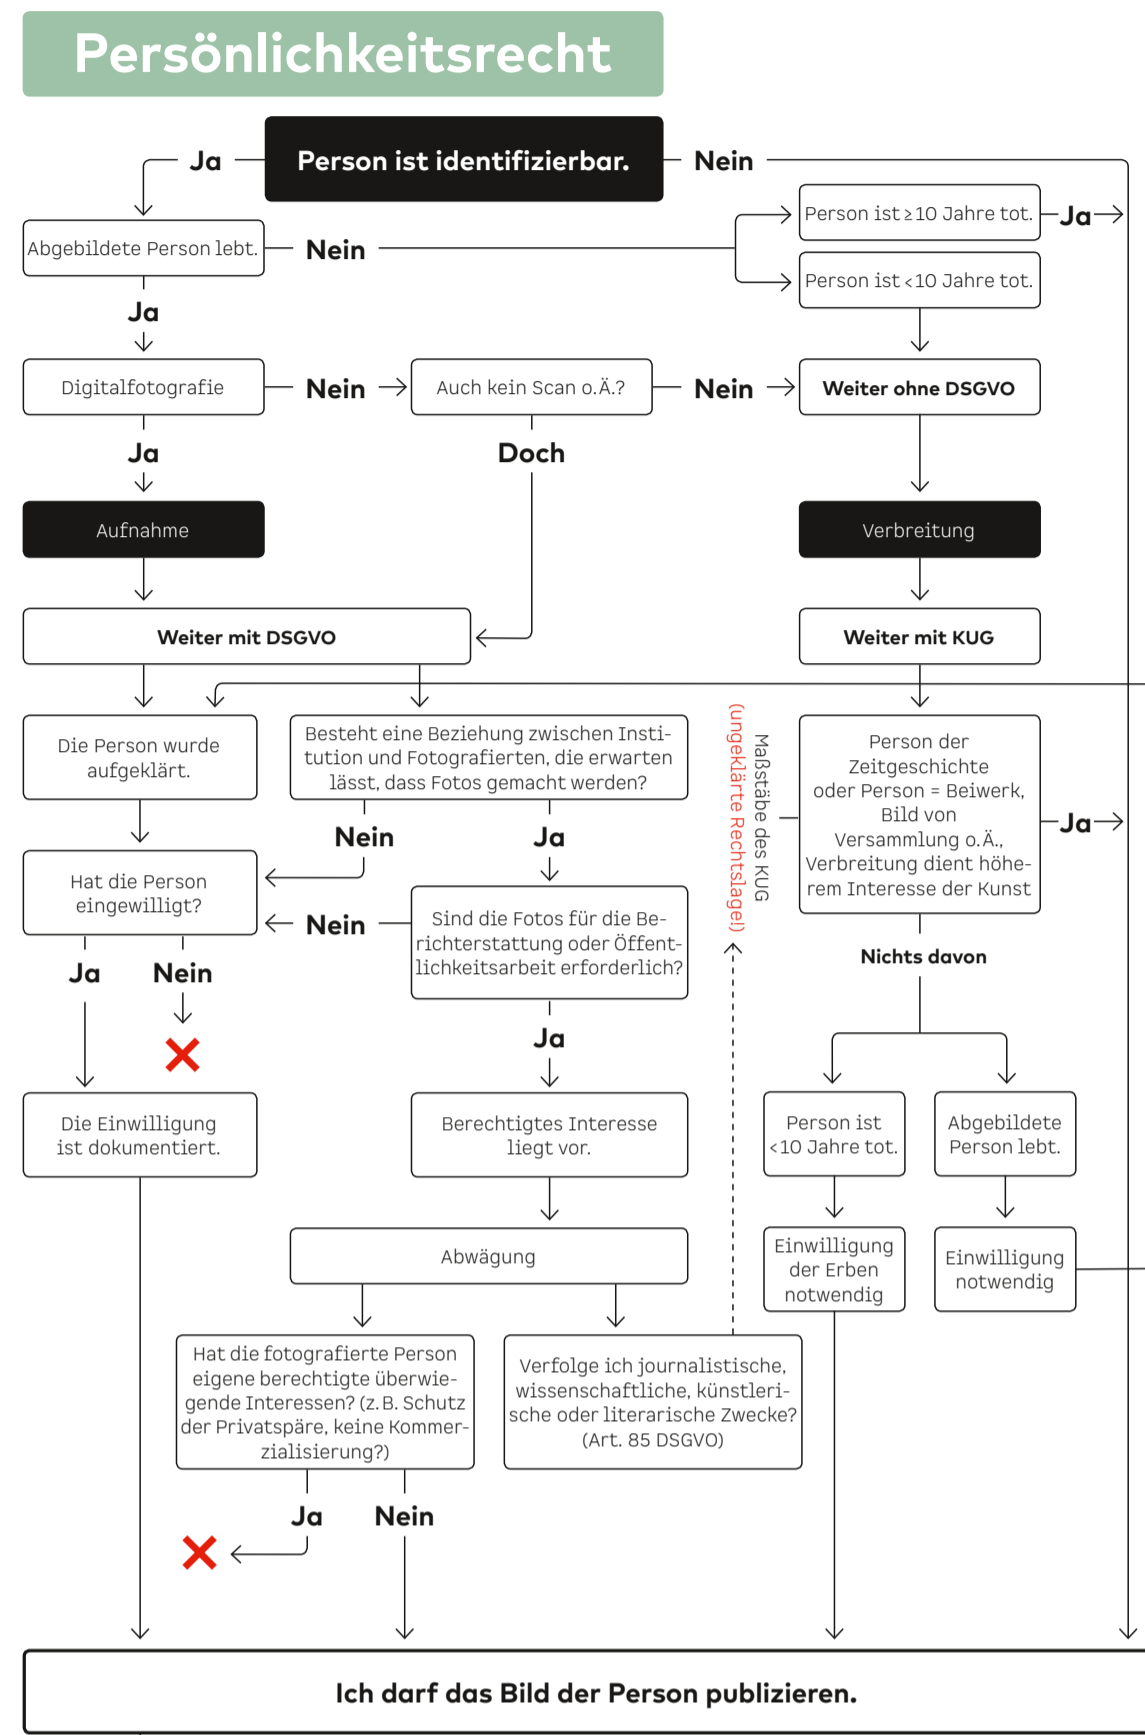 Persönlichkeitsrecht
Ja
Person ist identifizierbar.
Nein
Person ist ≥10 Jahre tot.
Ja
Abgebildete Person lebt.
Nein
Person ist <10 Jahre tot.
Ja
Digitalfotografie
Nein
Auch kein Scan o.Ä.?
Nein
Weiter ohne DSGVO
Ja
Doch
Aufnahme
Verbreitung
Weiter mit DSGVO
Weiter mit KUG
Die Person wurde
aufgeklärt.
Besteht eine Beziehung zwischen Insti-
tution und Fotografierten, die erwarten
lässt, dass Fotos gemacht werden?
Maßstäbe des KUG
(ungeklärte Rechtslage!)
Person der
Zeitgeschichte
oder Person = Beiwerk,
Bild von
Versammlung o.Ä.,
Verbreitung dient höhe-
rem Interesse der Kunst
Ja
Nein
Ja
Hat die Person
eingewilligt?
Nein
Sind die Fotos für die Be-
richterstattung oder Öffent-
lichkeitsarbeit erforderlich?
Nichts davon
Ja
Nein
Ja
Die Einwilligung
ist dokumentiert.
Berechtigtes Interesse
liegt vor.
Person ist
<10 Jahre tot.
Abgebildete
Person lebt.
Abwägung
Einwilligung
der Erben
notwendig
Einwilligung
notwendig
Hat die fotografierte Person
eigene berechtigte überwie-
gende Interessen? (z.B. Schutz
der Privatspäre, keine Kommer-
zialisierung?)
Verfolge ich journalistische,
wissenschaftliche, künstleri-
sche oder literarische Zwecke?
(Art. 85 DSGVO)
Ja
Nein
Ich darf das Bild der Person publizieren.